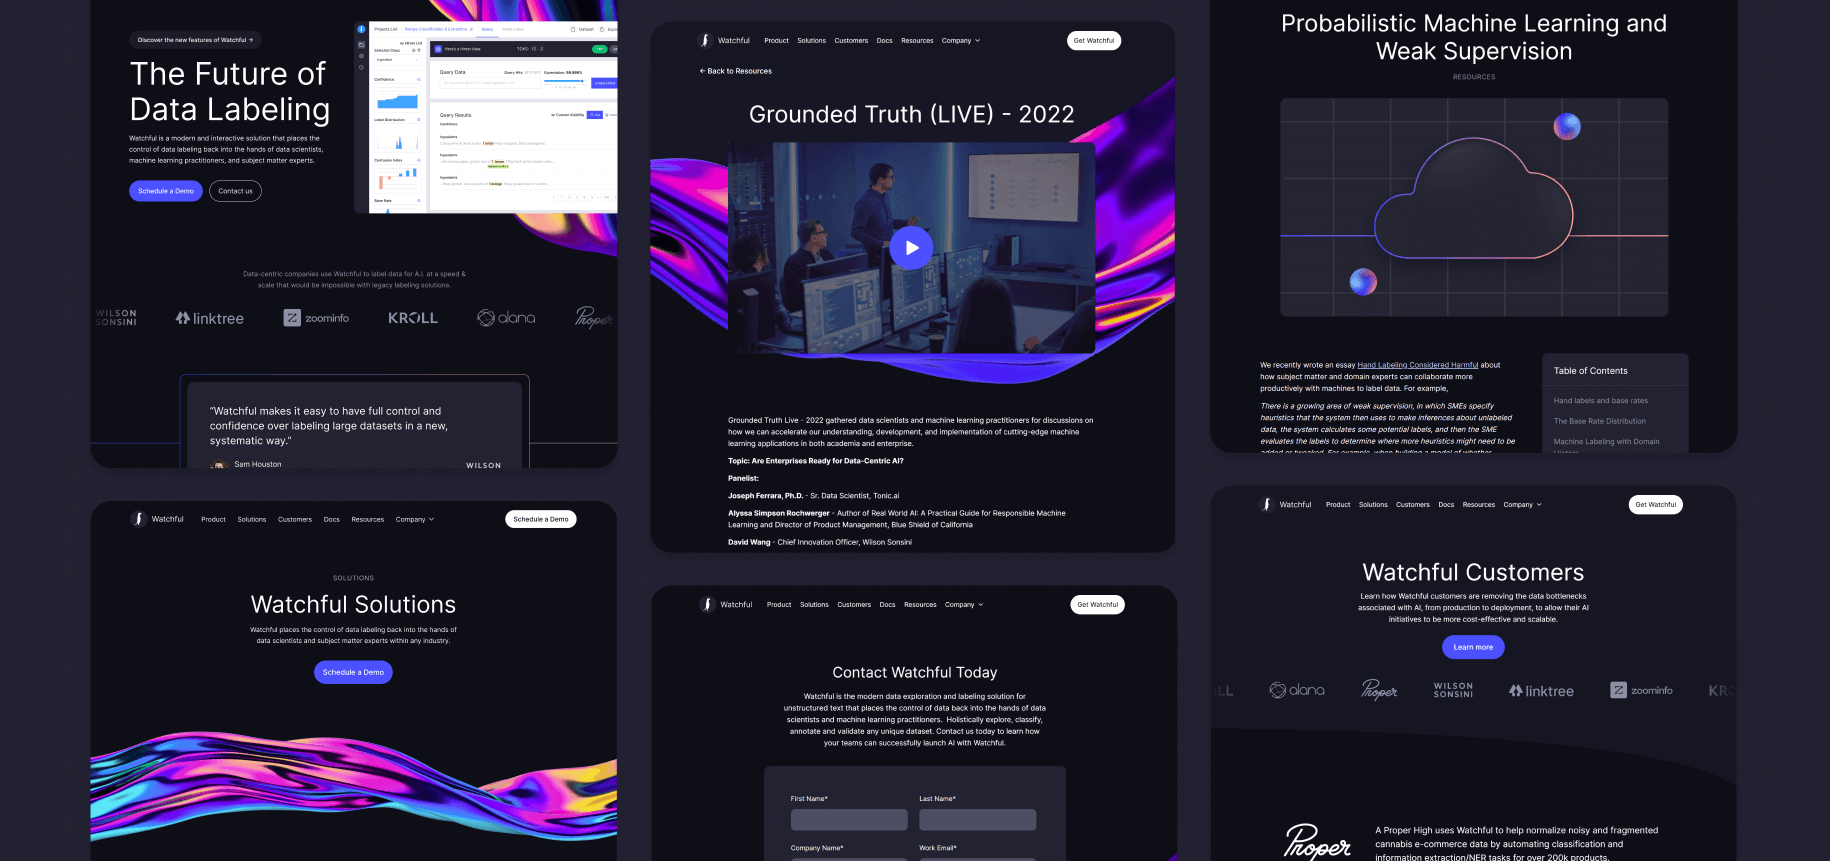 Discover the new features of Watchful
The Future of
Data Labeling
Watchful is a modern and interactive solution that places the
control of data labeling back into the hands of data scientists,
machine learning practitioners, and subject matter experts.
Schedule a Demo
Contact us
Projects List
Recipe Classification & Extraction
Query
Dataset
Selected Class
Ingredient
Confidence
Label Distribution
Confusion Index
Base Rate
Query Data
Query Results
Column Visibility
Ingredients
Ingredients
Ingredients
Data-centric companies use Watchful to label data for A.I. at a speed &
scale that would be impossible with legacy labeling solutions.
WILSON
SONSINI
linktree
zoominfo
KROLL
alana
Proper
“Watchful makes it easy to have full control and
confidence over labeling large datasets in a new,
systematic way.”
Sam Houston
WILSON
Watchful
Product
Solutions
Customers
Docs
Resources
Company
Schedule a Demo
SOLUTIONS
Watchful Solutions
Watchful places the control of data labeling back into the hands of
data scientists and subject matter experts within any industry.
Schedule a Demo
Watchful
Product
Solutions
Customers
Docs
Resources
Company
Get Watchful
Back to Resources
Grounded Truth (LIVE) - 2022
Grounded Truth Live - 2022 gathered data scientists and machine learning practitioners for discussions on
how we can accelerate our understanding, development, and implementation of cutting-edge machine
learning applications in both academia and enterprise.
Topic: Are Enterprises Ready for Data-Centric AI?
Panelist:
Joseph Ferrara, Ph.D. - Sr. Data Scientist, Tonic.ai
Alyssa Simpson Rochwerger - Author of Real World AI: A Practical Guide for Responsible Machine
Learning and Director of Product Management, Blue Shield of California
David Wang - Chief Innovation Officer, Wilson Sonsini
Watchful
Product
Solutions
Customers
Docs
Resources
Company
Get Watchful
Contact Watchful Today
Watchful is the modern data exploration and labeling solution for
unstructured text that places the control of data back into the hands of data
scientists and machine learning practitioners. Holistically explore, classify,
annotate and validate any unique dataset. Contact us today to learn how
your teams can successfully launch AI with Watchful.
First Name*
Last Name*
Company Name*
Work Email*
Probabilistic Machine Learning and
Weak Supervision
RESOURCES
We recently wrote an essay Hand Labeling Considered Harmful about
how subject matter and domain experts can collaborate more
productively with machines to label data. For example,
There is a growing area of weak supervision, in which SMEs specify
heuristics that the system then uses to make inferences about unlabeled
data, the system calculates some potential labels, and then the SME
evaluates the labels to determine where more heuristics might need to be
added or tweaked. For example, when building a model of whether
Table of Contents
Hand labels and base rates
The Base Rate Distribution
Machine Labeling with Domain
Watchful
Product
Solutions
Customers
Docs
Resources
Company
Get Watchful
Watchful Customers
Learn how Watchful customers are removing the data bottlenecks
associated with AI, from production to deployment, to allow their AI
initiatives to be more cost-effective and scalable.
Learn more
LL
alana
Proper
WILSON
SONSINI
linktree
zoominfo
KR
Proper
A Proper High uses Watchful to help normalize noisy and fragmented
cannabis e-commerce data by automating classification and
information extraction/NER tasks for over 200k products.